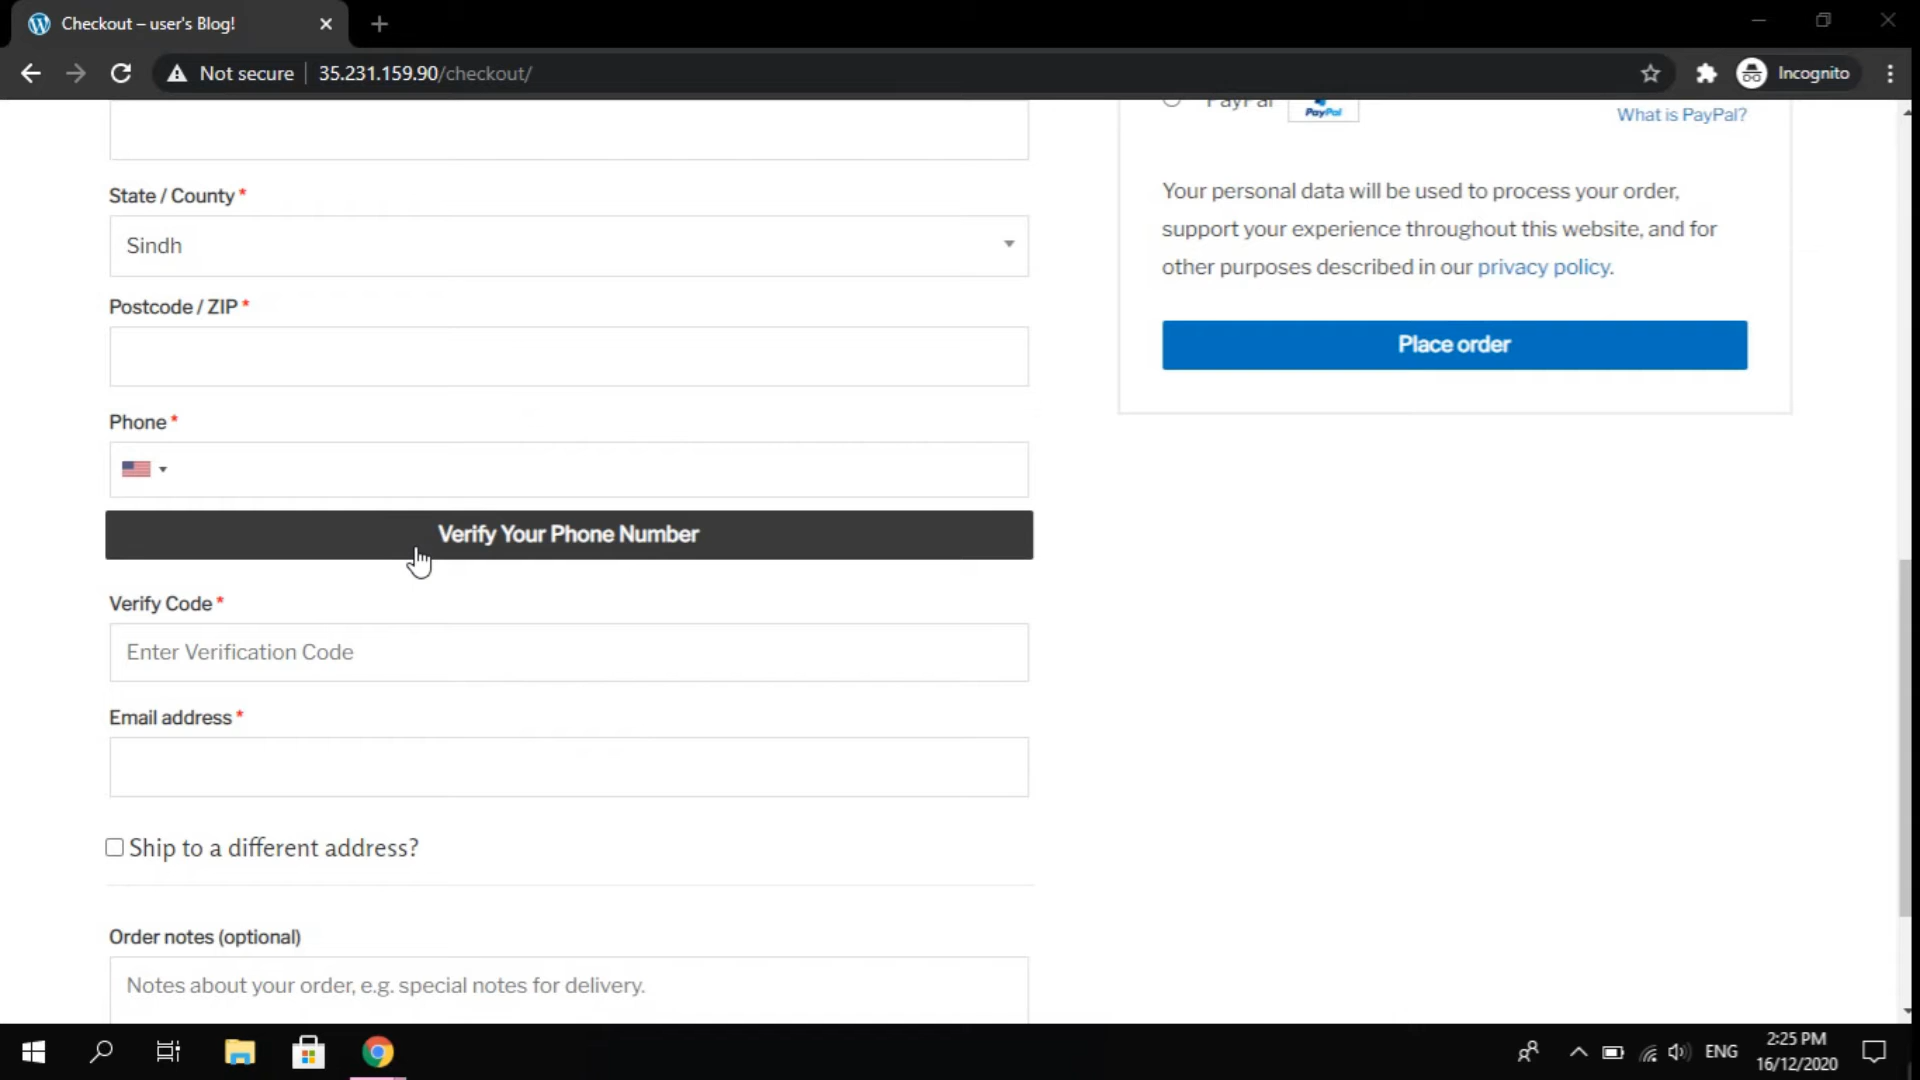 Checkout – user's Blog!
Not secure
35.231.159.90/checkout/
Incognito
PayPal
PayPal
What is PayPal?
State / County *
Sindh
Your personal data will be used to process your order,
support your experience throughout this website, and for
other purposes described in our privacy policy.
Postcode / ZIP *
Place order
Phone *
Verify Your Phone Number
Verify Code *
Enter Verification Code
Email address *
Ship to a different address?
Order notes (optional)
Notes about your order, e.g. special notes for delivery.
ENG
2:25 PM
16/12/2020